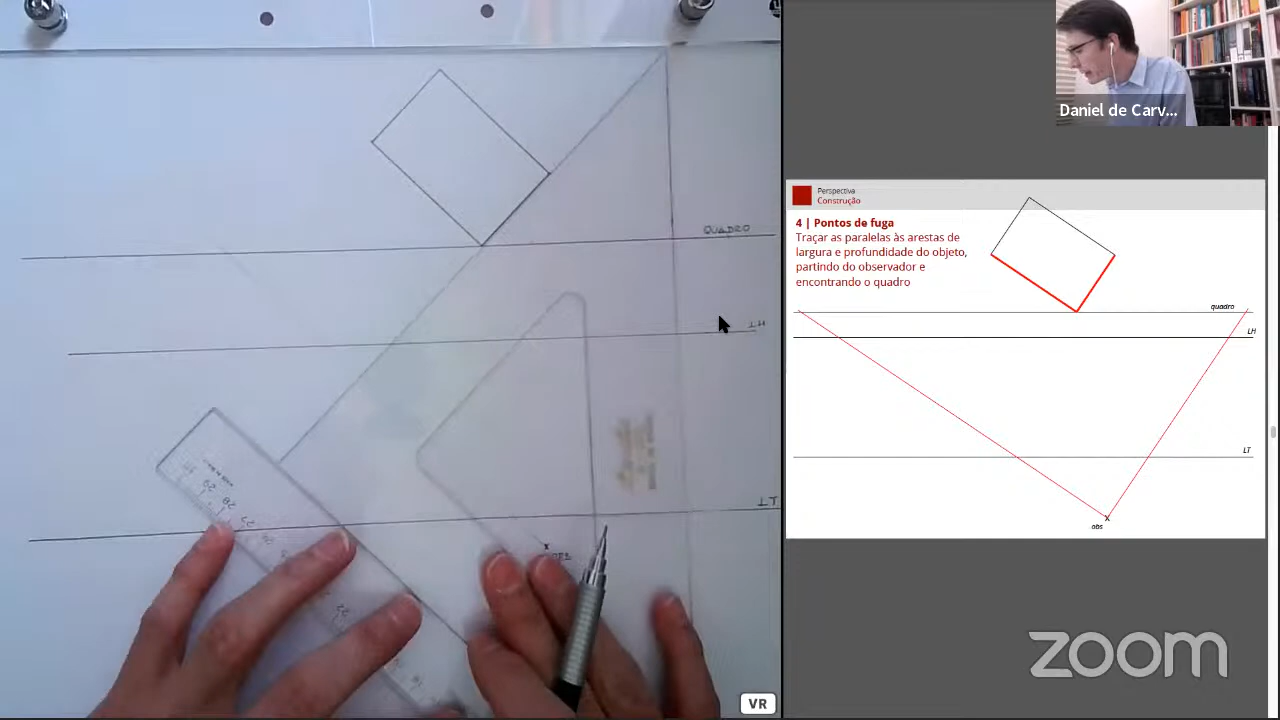 QUADRO
LH
LT
OBS
VR
Daniel de Carv...
Perspectiva
Construção
4 | Pontos de fuga
Traçar as paralelas às arestas de
largura e profundidade do objeto,
partindo do observador e
encontrando o quadro
quadro
LH
LT
x
obs
zoom